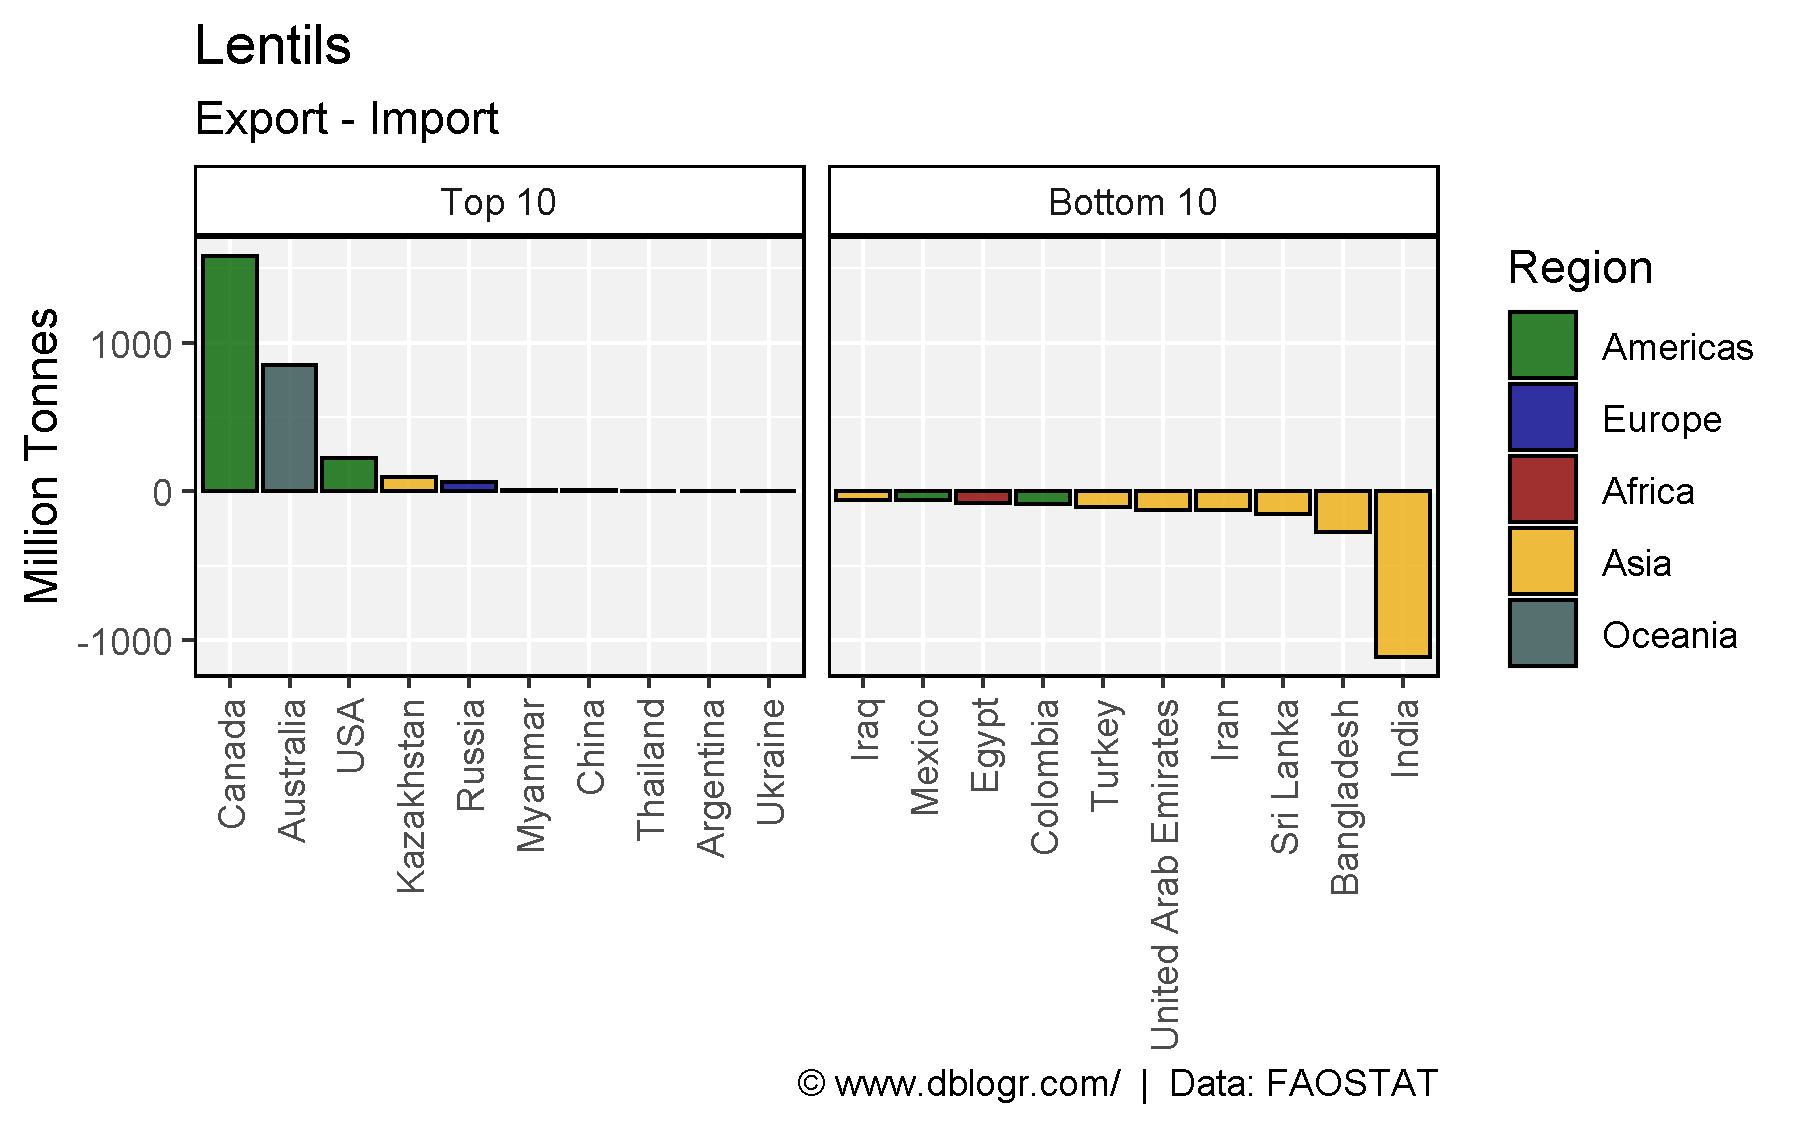 Lentils
Export - Import
Top 10
Bottom 10
Million Tonnes
1000
0
-1000
Canada
Australia
USA
Kazakhstan
Russia
Myanmar
China
Thailand
Argentina
Ukraine
Iraq
Mexico
Egypt
Colombia
Turkey
United Arab Emirates
Iran
Sri Lanka
Bangladesh
India
Region
Americas
Europe
Africa
Asia
Oceania
© www.dblogr.com/ | Data: FAOSTAT